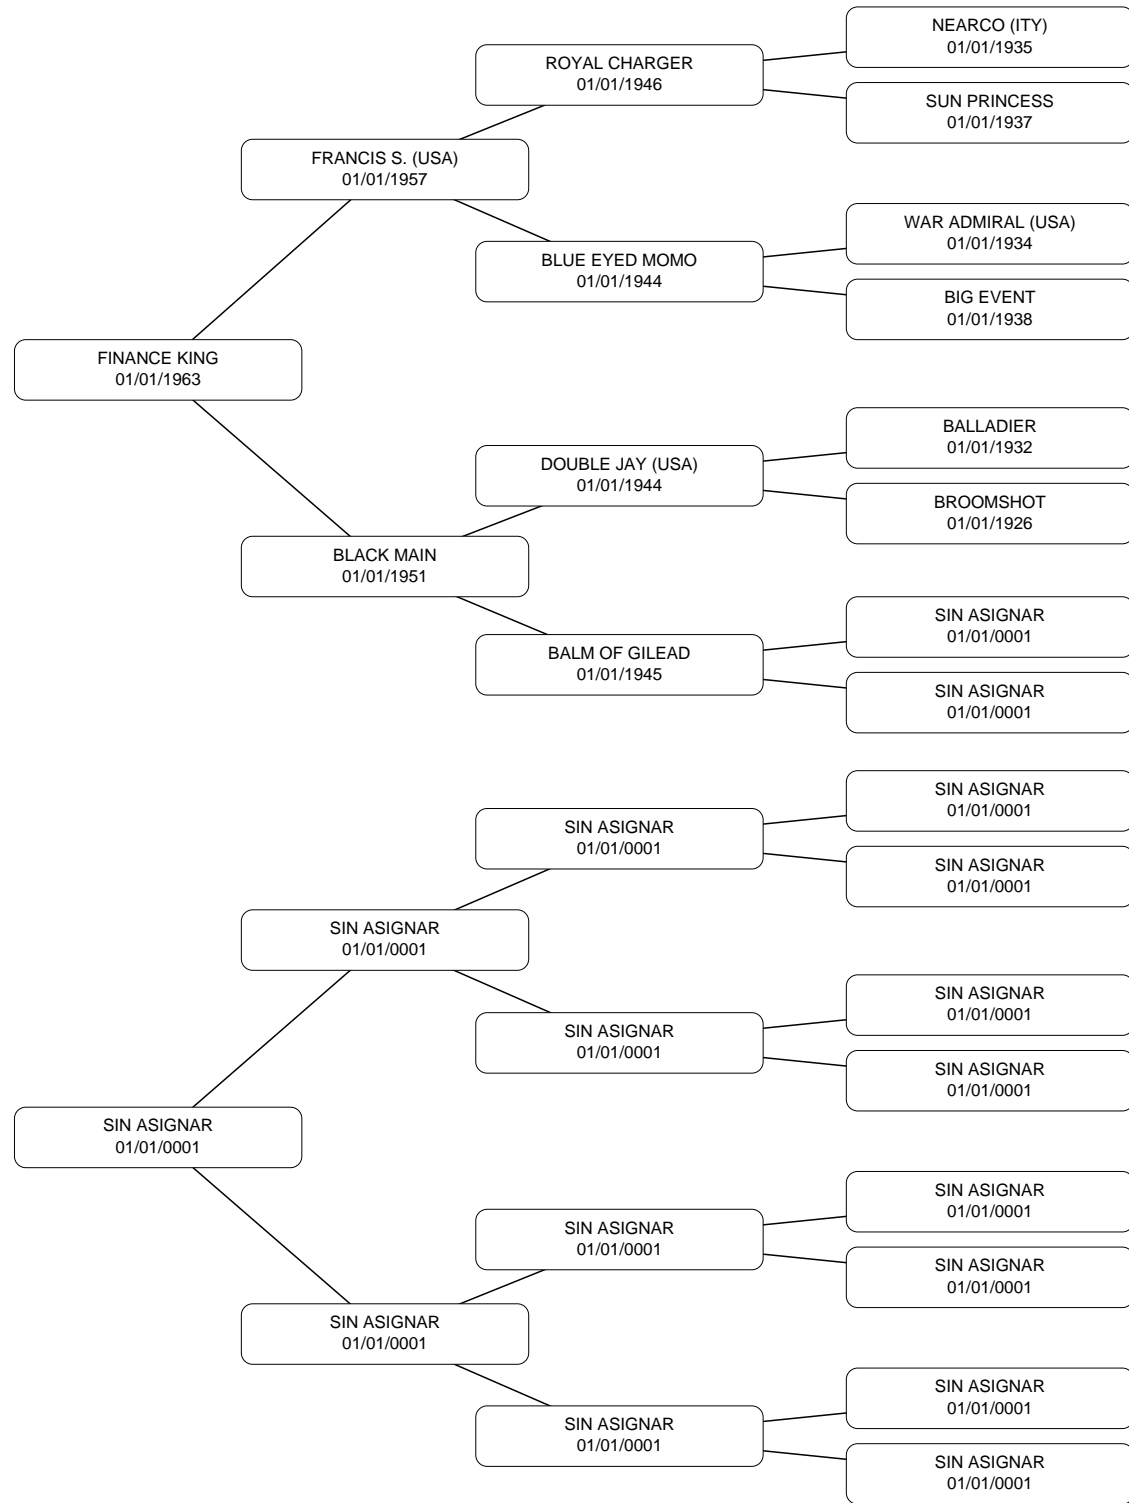 NEARCO (ITY)
01/01/1935
ROYAL CHARGER
01/01/1946
SUN PRINCESS
01/01/1937
FRANCIS S. (USA)
01/01/1957
WAR ADMIRAL (USA)
01/01/1934
BLUE EYED MOMO
01/01/1944
BIG EVENT
01/01/1938
FINANCE KING
01/01/1963
BALLADIER
01/01/1932
DOUBLE JAY (USA)
01/01/1944
BROOMSHOT
01/01/1926
BLACK MAIN
01/01/1951
SIN ASIGNAR
01/01/0001
BALM OF GILEAD
01/01/1945
SIN ASIGNAR
01/01/0001
SIN ASIGNAR
01/01/0001
SIN ASIGNAR
01/01/0001
SIN ASIGNAR
01/01/0001
SIN ASIGNAR
01/01/0001
SIN ASIGNAR
01/01/0001
SIN ASIGNAR
01/01/0001
SIN ASIGNAR
01/01/0001
SIN ASIGNAR
01/01/0001
SIN ASIGNAR
01/01/0001
SIN ASIGNAR
01/01/0001
SIN ASIGNAR
01/01/0001
SIN ASIGNAR
01/01/0001
SIN ASIGNAR
01/01/0001
SIN ASIGNAR
01/01/0001
SIN ASIGNAR
01/01/0001